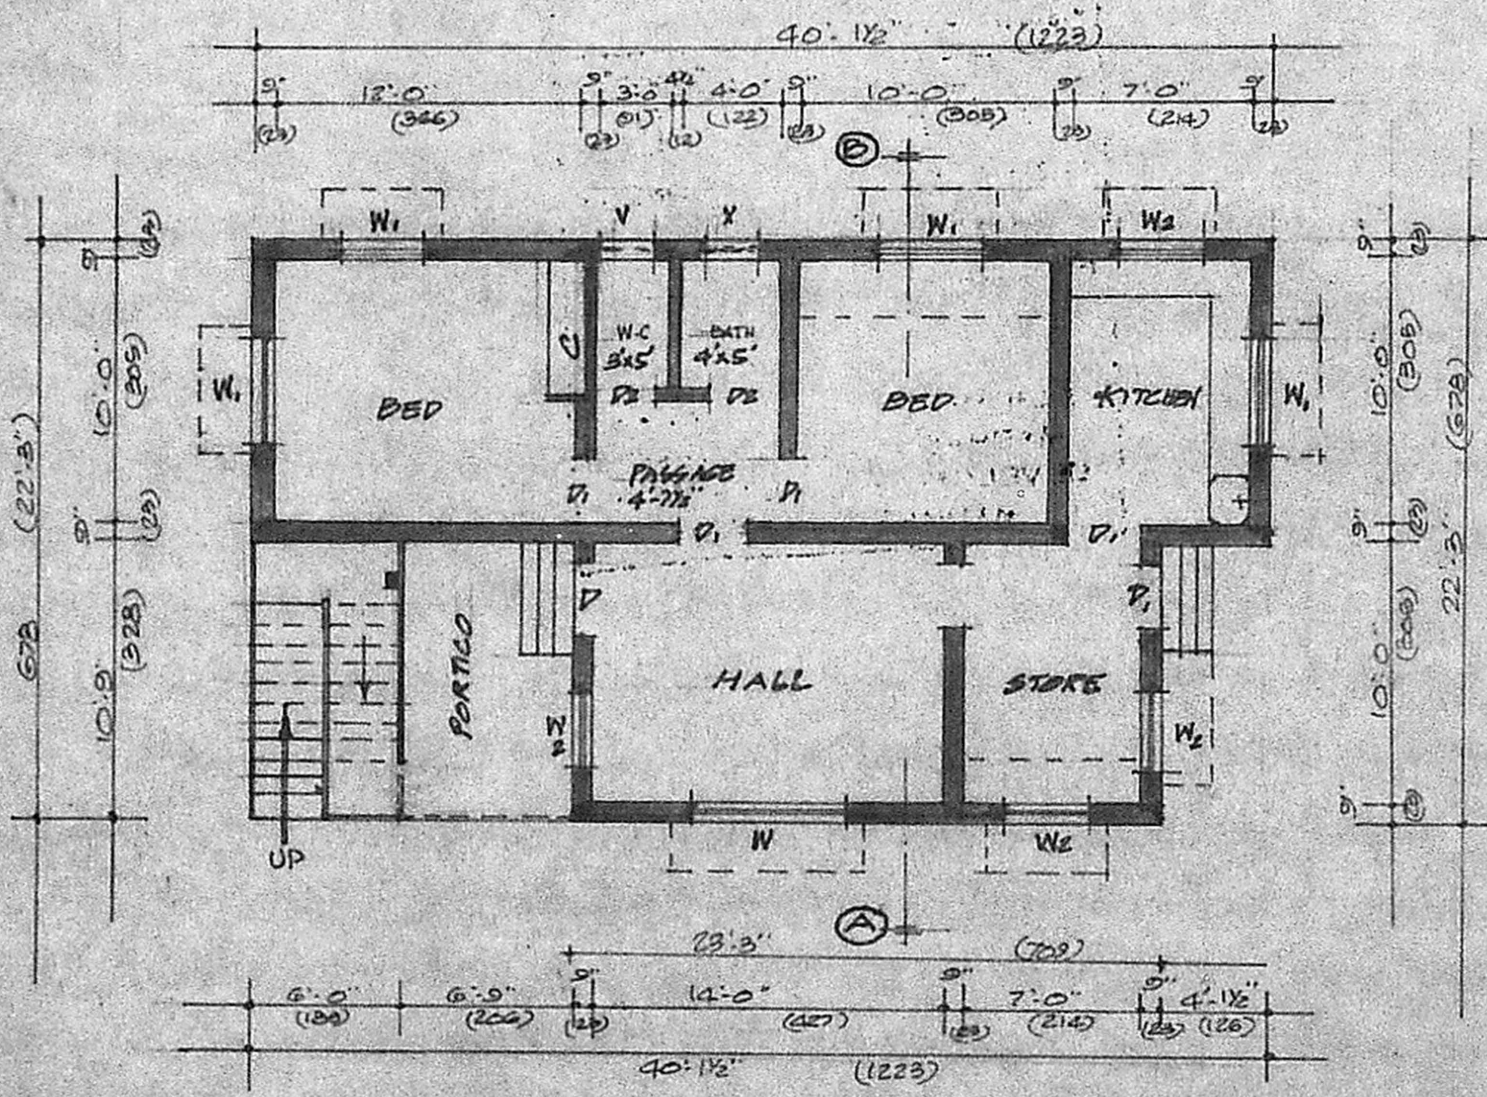 40'-1½" (1223)
9" 12'-0" 9" 3'-0 4½" 4'-0" 9" 10'-0" 9" 7'-0" 9"
(23) (366) (23) (91) (12) (122) (23) (305) (23) (214) (23)
B
W1 V X W1 W2
9" (23)
9" (23)
W.C BATH
3'x5' 4'x5'
C
D2 D2
W1 BED BED KITCHEN W1
10'-0" (305)
10'-0" (305)
PASSAGE
4'-7½"
D1 D1
D1 D1
(22'-3")
678
(678)
22'-3"
9" (23)
9" (23)
D D1
PORTICO HALL STORE
10'-9" (328)
10'-0" (305)
W2 W2
9"
W W2
UP
A
23'-3" (709)
6'-0" 6'-9" 9" 14'-0" 9" 7'-0" 9" 4'-1½"
(206) (23) (427) (23) (214) (23) (126)
40'-1½" (1223)